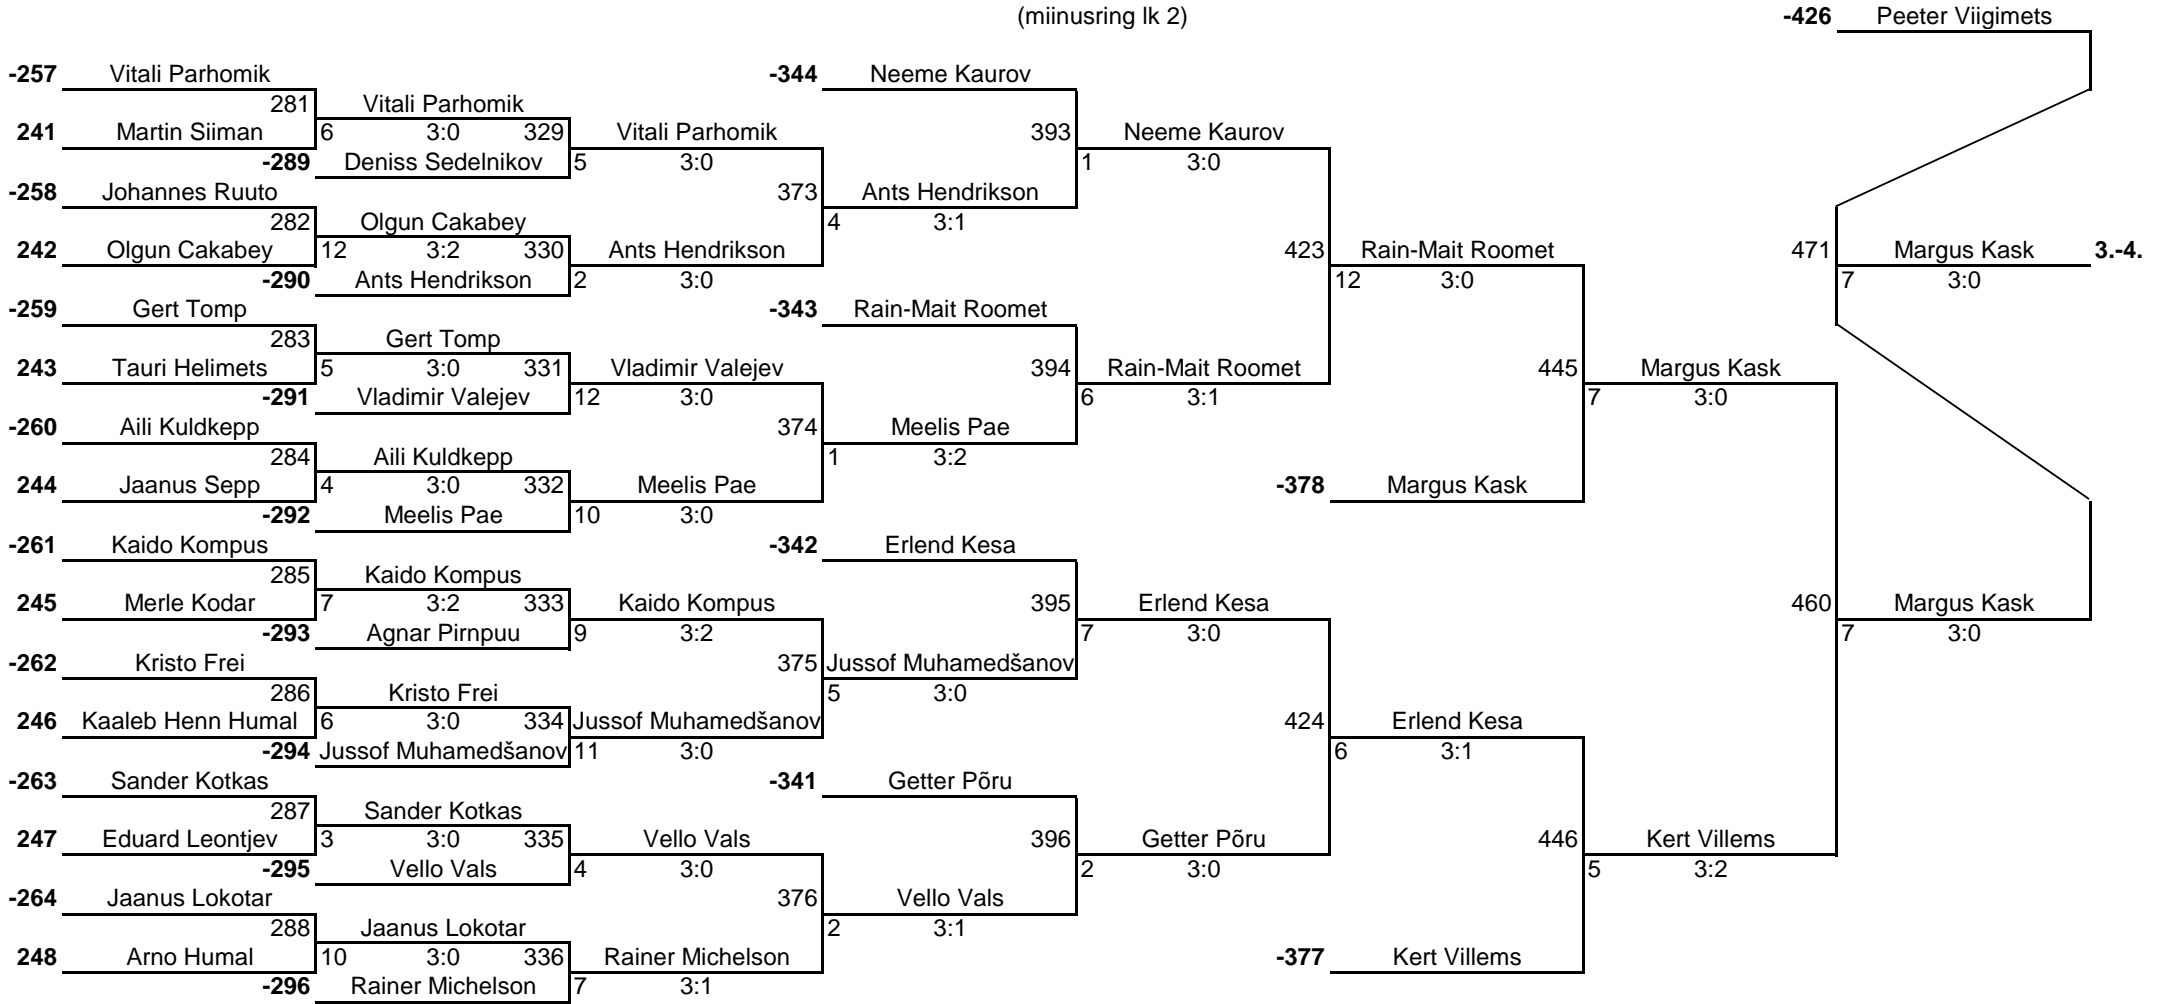 (miinusring lk 2)
-426 Peeter Viigimets
-257 Vitali Parhomik -344 Neeme Kaurov
281 Vitali Parhomik
241 Martin Siiman 6 3:0 329 Vitali Parhomik 393 Neeme Kaurov
-289 Deniss Sedelnikov 5 3:0 1 3:0
-258 Johannes Ruuto 373 Ants Hendrikson
282 Olgun Cakabey 4 3:1
242 Olgun Cakabey 12 3:2 330 Ants Hendrikson 423 Rain-Mait Roomet 471 Margus Kask 3.-4.
-290 Ants Hendrikson 2 3:0 12 3:0 7 3:0
-259 Gert Tomp -343 Rain-Mait Roomet
283 Gert Tomp
243 Tauri Helimets 5 3:0 331 Vladimir Valejev 394 Rain-Mait Roomet 445 Margus Kask
-291 Vladimir Valejev 12 3:0 6 3:1 7 3:0
-260 Aili Kuldkepp 374 Meelis Pae
284 Aili Kuldkepp 1 3:2
244 Jaanus Sepp 4 3:0 332 Meelis Pae -378 Margus Kask
-292 Meelis Pae 10 3:0
-261 Kaido Kompus -342 Erlend Kesa
285 Kaido Kompus
245 Merle Kodar 7 3:2 333 Kaido Kompus 395 Erlend Kesa 460 Margus Kask
-293 Agnar Pirnpuu 9 3:2 7 3:0 7 3:0
-262 Kristo Frei 375 Jussof Muhamedšanov
286 Kristo Frei 5 3:0
246 Kaaleb Henn Humal 6 3:0 334 Jussof Muhamedšanov 424 Erlend Kesa
-294 Jussof Muhamedšanov 11 3:0 6 3:1
-263 Sander Kotkas -341 Getter Põru
287 Sander Kotkas
247 Eduard Leontjev 3 3:0 335 Vello Vals 396 Getter Põru 446 Kert Villems
-295 Vello Vals 4 3:0 2 3:0 5 3:2
-264 Jaanus Lokotar 376 Vello Vals
288 Jaanus Lokotar 2 3:1
248 Arno Humal 10 3:0 336 Rainer Michelson -377 Kert Villems
-296 Rainer Michelson 7 3:1